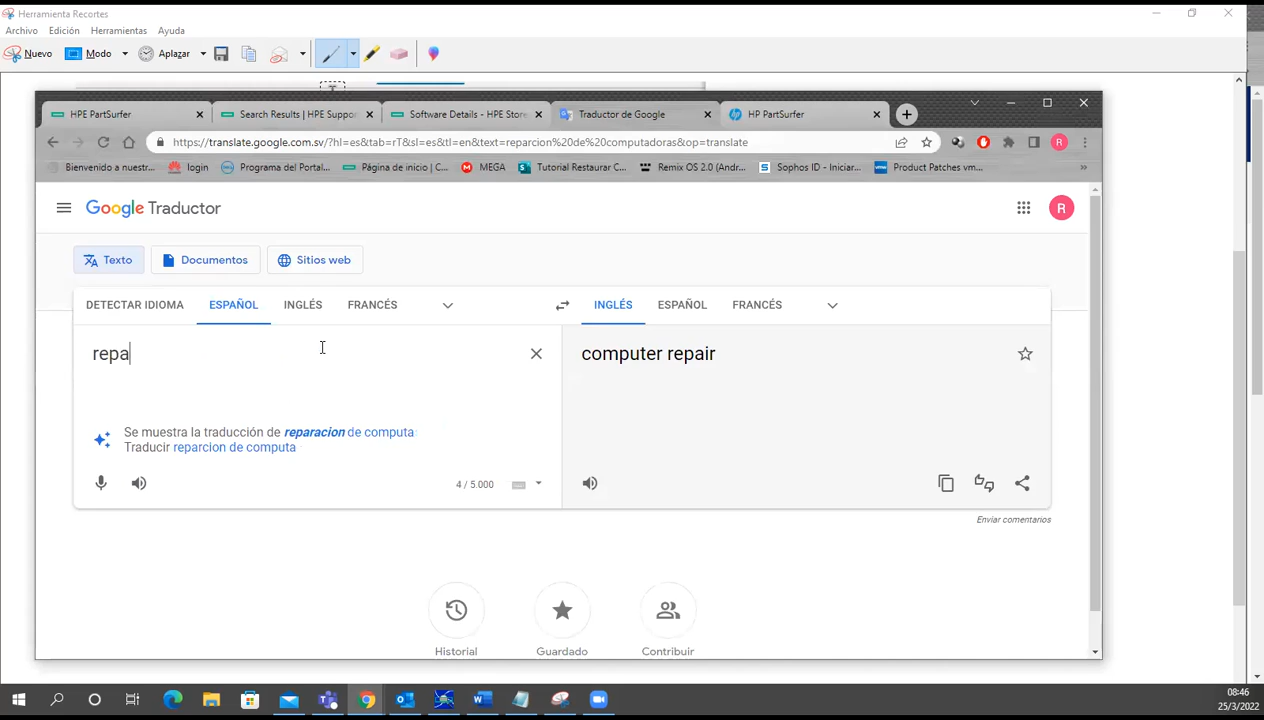 Herramienta Recortes
Archivo Edición Herramientas Ayuda
Nuevo Modo Aplazar
HPE PartSurfer Search Results | HPE Suppo Software Details - HPE Store Traductor de Google HP PartSurfer
https://translate.google.com.sv/?hl=es&tab=rT&sl=es&tl=en&text=reparcion%20de%20computadoras&op=translate R
Bienvenido a nuestr... login Programa del Portal... Página de inicio | C... MEGA Tutorial Restaurar C... Remix OS 2.0 (Andr... Sophos ID - Iniciar... Product Patches vm... »
Google Traductor R
Texto Documentos Sitios web
DETECTAR IDIOMA ESPAÑOL INGLÉS FRANCÉS INGLÉS ESPAÑOL FRANCÉS
repa computer repair
Se muestra la traducción de reparacion de computa
Traducir reparcion de computa
4 / 5.000
Enviar comentarios
Historial Guardado Contribuir
08:46
25/3/2022